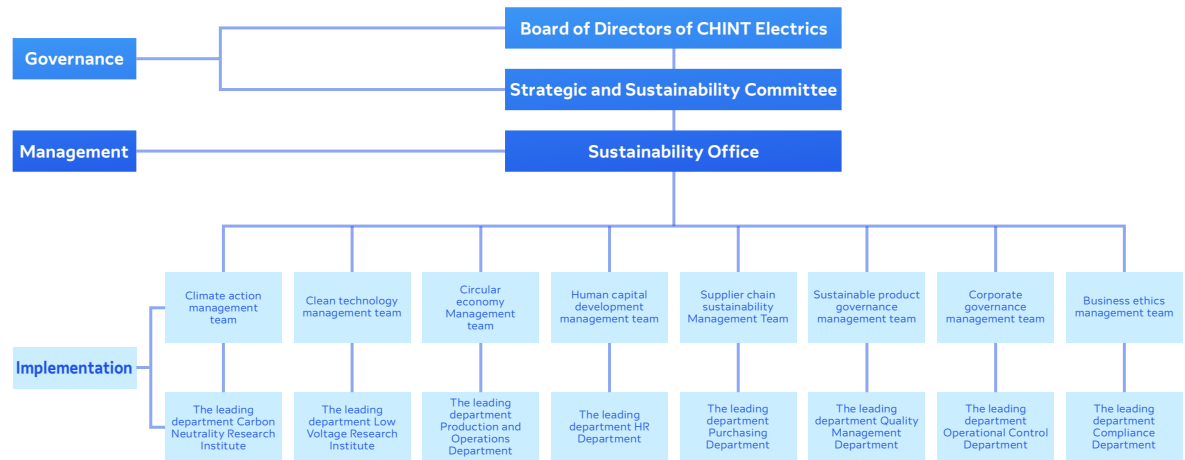 Board of Directors of CHINT Electrics
Governance
Strategic and Sustainability Committee
Management
Sustainability Office
Climate action
management
team
Clean technology
management team
Circular
economy
Management
team
Human capital
development
management team
Supplier chain
sustainability
Management Team
Sustainable product
governance
management team
Corporate
governance
management team
Business ethics
management team
Implementation
The leading
department Carbon
Neutrality Research
Institute
The leading
department Low
Voltage Research
Institute
The leading
department
Production and
Operations
Department
The leading
department HR
Department
The leading
department
Purchasing
Department
The leading
department Quality
Management
Department
The leading
department
Operational Control
Department
The leading
department
Compliance
Department